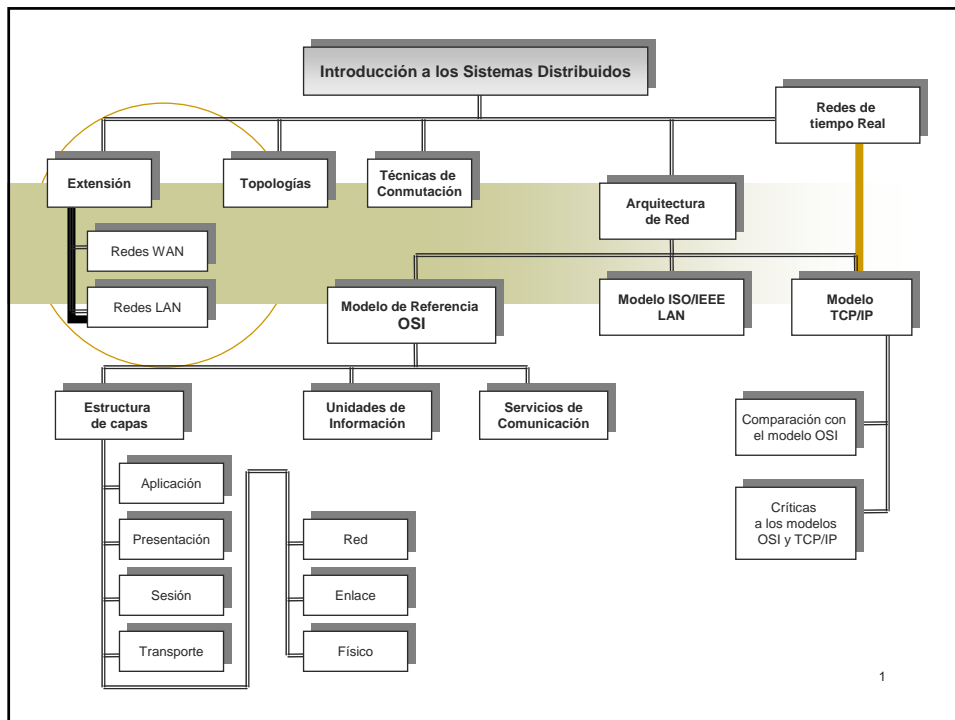 Introducción a los Sistemas Distribuidos
Redes de
tiempo Real
Extensión
Topologías
Técnicas de
Conmutación
Arquitectura
de Red
Redes WAN
Redes LAN
Modelo de Referencia
OSI
Modelo ISO/IEEE
LAN
Modelo
TCP/IP
Estructura
de capas
Unidades de
Información
Servicios de
Comunicación
Comparación con
el modelo OSI
Aplicación
Presentación
Sesión
Transporte
Red
Enlace
Físico
Críticas
a los modelos
OSI y TCP/IP
1